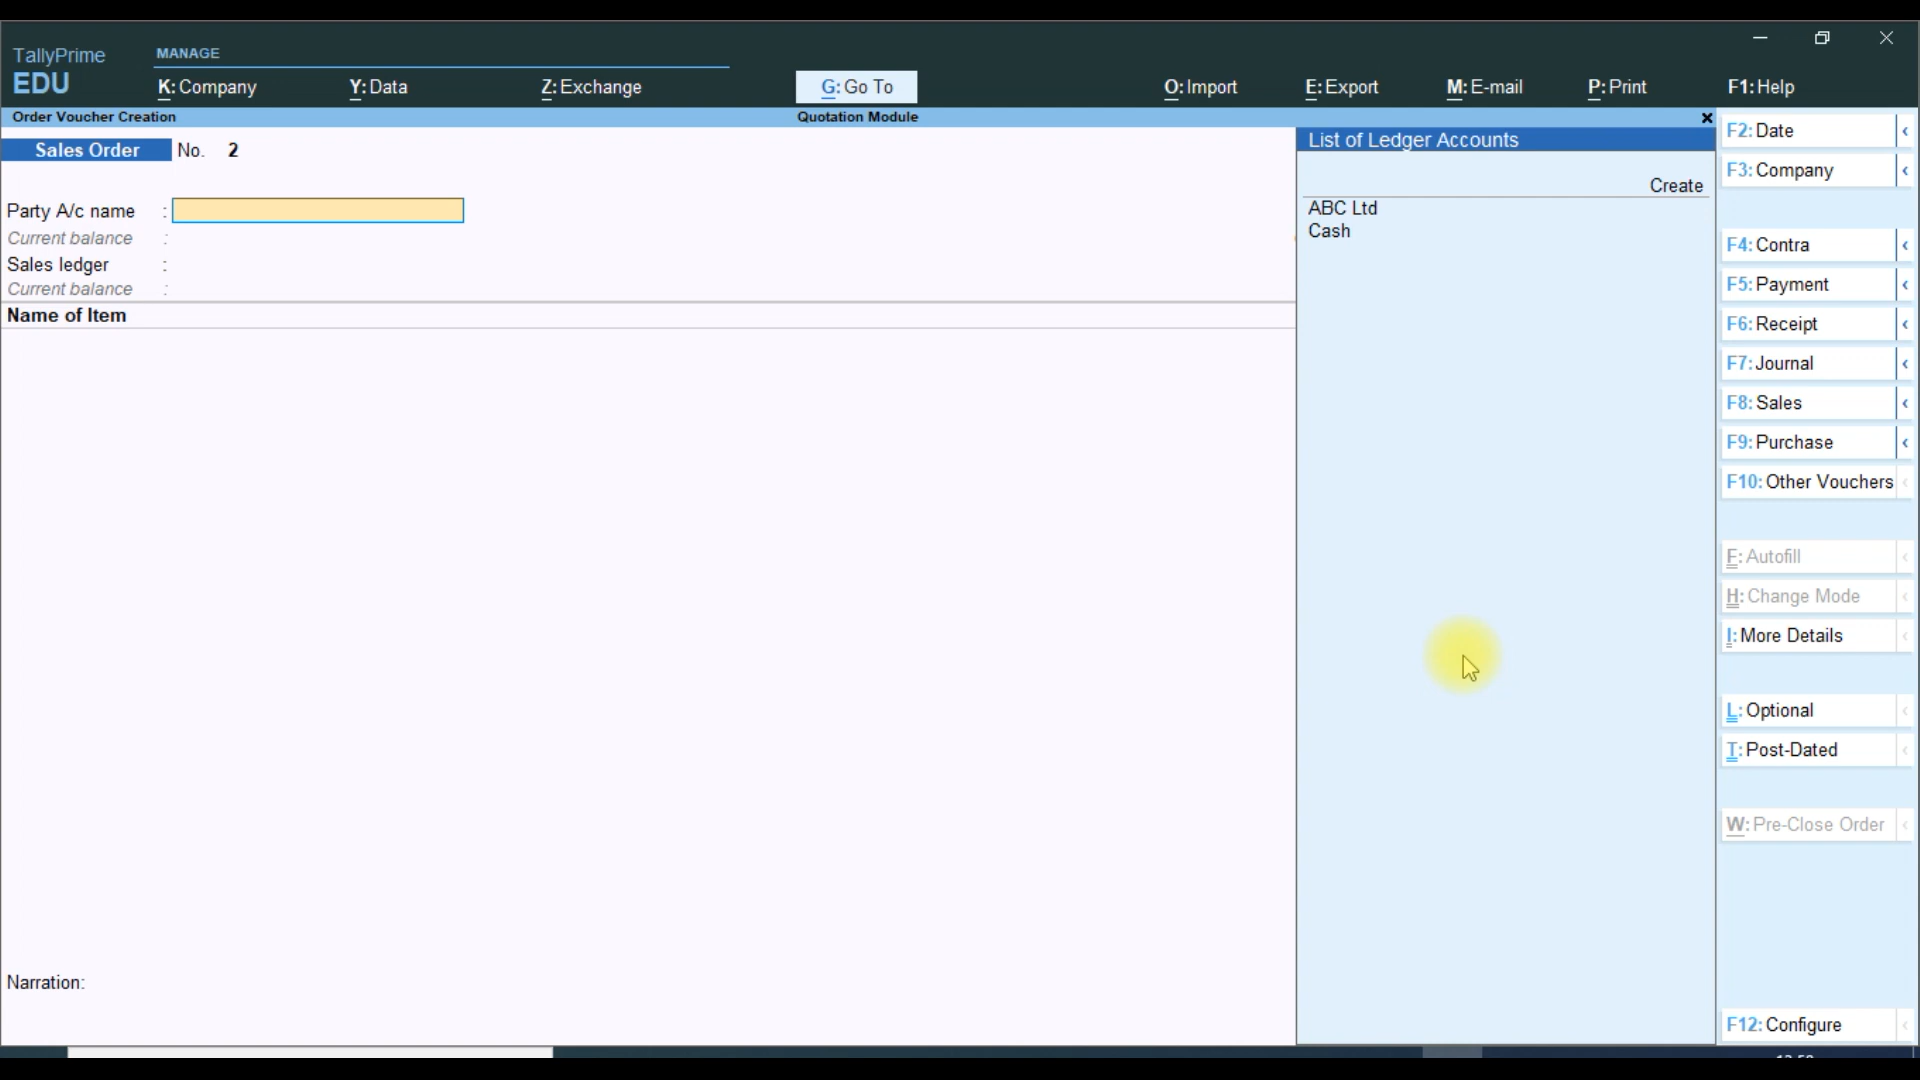 TallyPrime
EDU
MANAGE
K: Company
Y: Data
Z: Exchange
G: Go To
O: Import
E: Export
M: E-mail
P: Print
F1: Help
Order Voucher Creation
Quotation Module
Sales Order No. 2
Party A/c name :
Current balance :
Sales ledger :
Current balance :
Name of Item
Narration:
List of Ledger Accounts
Create
ABC Ltd
Cash
F2: Date
F3: Company
F4: Contra
F5: Payment
F6: Receipt
F7: Journal
F8: Sales
F9: Purchase
F10: Other Vouchers
F: Autofill
H: Change Mode
I: More Details
L: Optional
T: Post-Dated
W: Pre-Close Order
F12: Configure